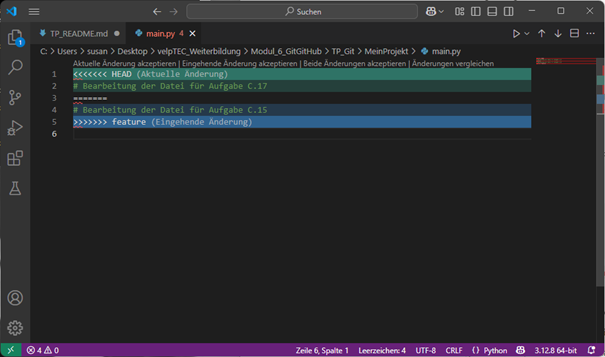 Suchen
TP_README.md
main.py 4
C: > Users > susan > Desktop > velpTEC_Weiterbildung > Modul_6_GitGitHub > TP_Git > MeinProjekt > main.py
Aktuelle Änderung akzeptieren | Eingehende Änderung akzeptieren | Beide Änderungen akzeptieren | Änderungen vergleichen
1 <<<<<<< HEAD (Aktuelle Änderung)
2 # Bearbeitung der Datei für Aufgabe C.17
3 =======
4 # Bearbeitung der Datei für Aufgabe C.15
5 >>>>>>> feature (Eingehende Änderung)
6
1
4 0 Zeile 6, Spalte 1 Leerzeichen: 4 UTF-8 CRLF {} Python 3.12.8 64-bit